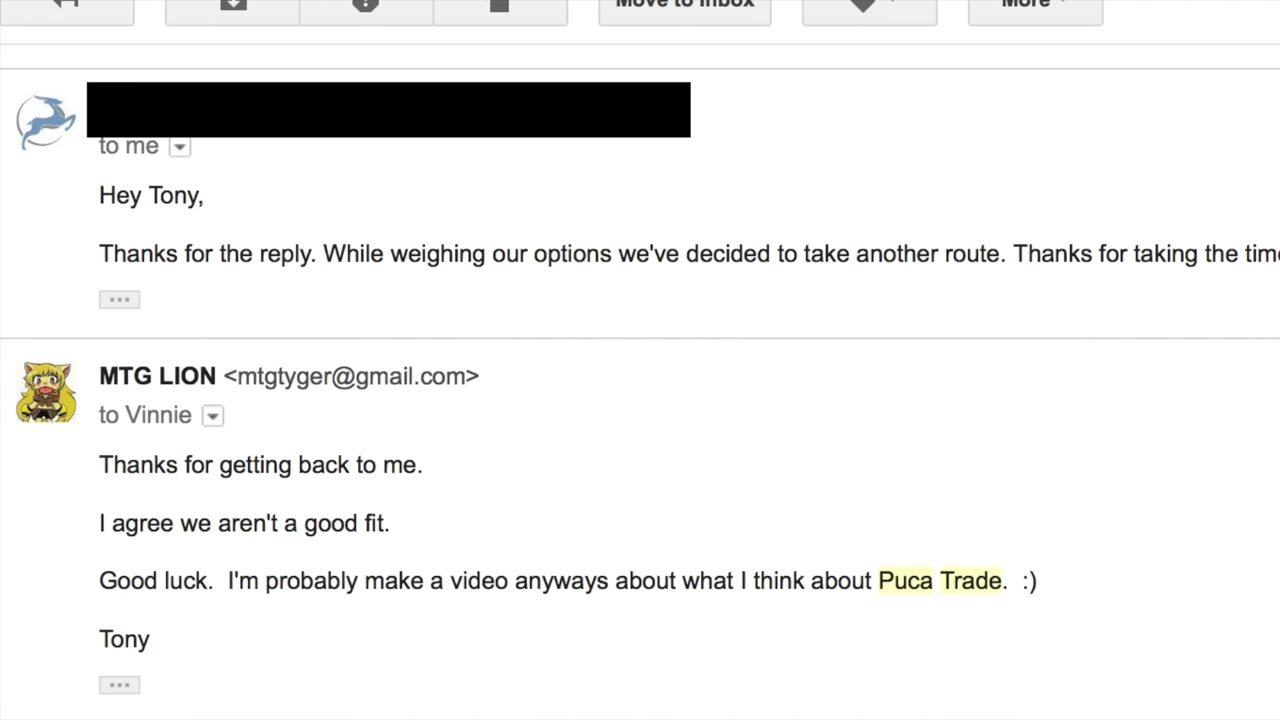 Move to Inbox
More
to me
Hey Tony,
Thanks for the reply. While weighing our options we've decided to take another route. Thanks for taking the time
MTG LION <mtgtyger@gmail.com>
to Vinnie
Thanks for getting back to me.
I agree we aren't a good fit.
Good luck. I'm probably make a video anyways about what I think about Puca Trade. :)
Tony